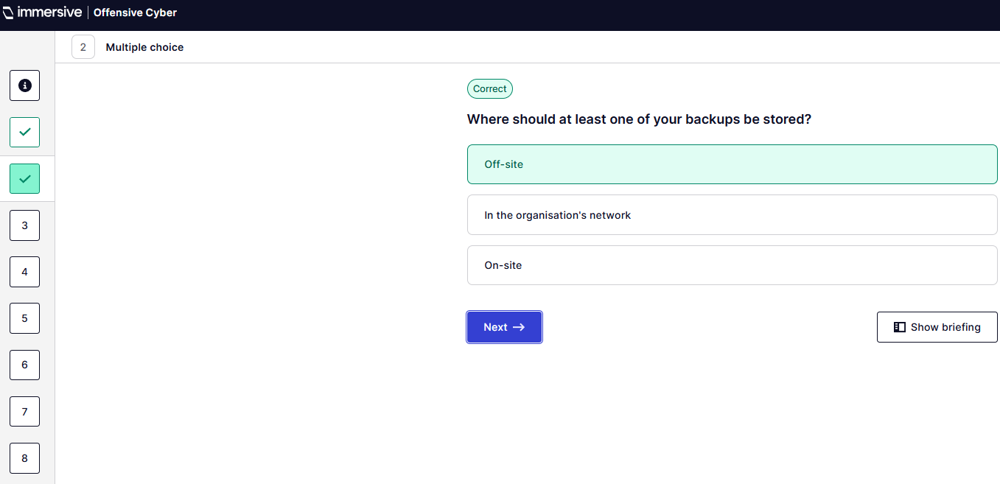 immersive | Offensive Cyber
2 Multiple choice
Correct
Where should at least one of your backups be stored?
Off-site
In the organisation's network
On-site
Next →
Show briefing
3
4
5
6
7
8